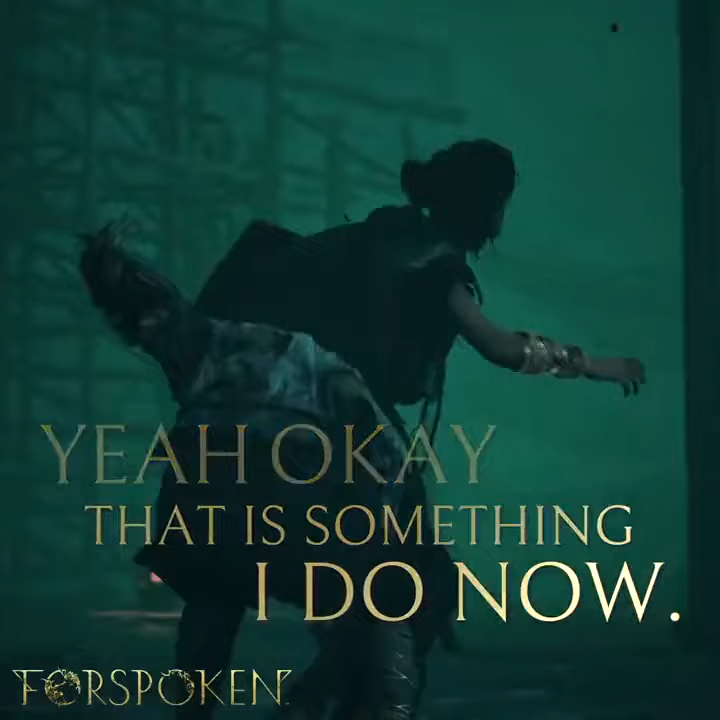 YEAH OKAY
THAT IS SOMETHING
I DO NOW.
FORSPOKEN